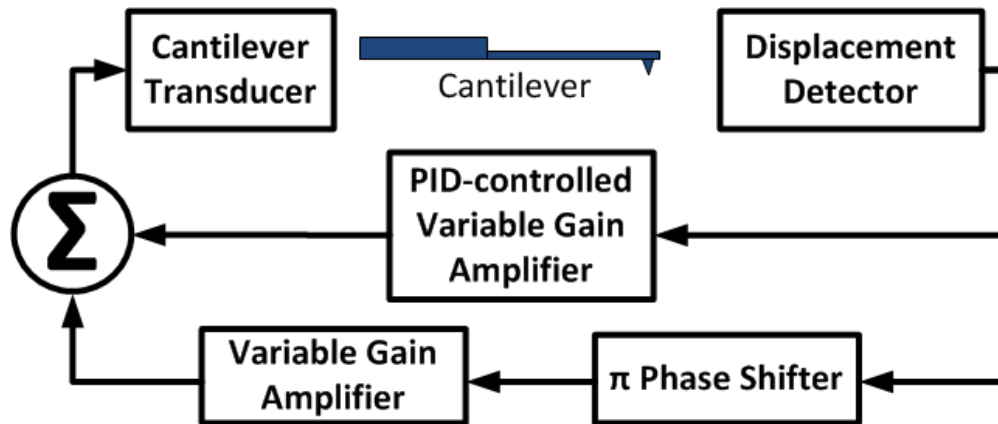 Cantilever
Transducer
Cantilever
Displacement
Detector
Σ
PID-controlled
Variable Gain
Amplifier
Variable Gain
Amplifier
π Phase Shifter